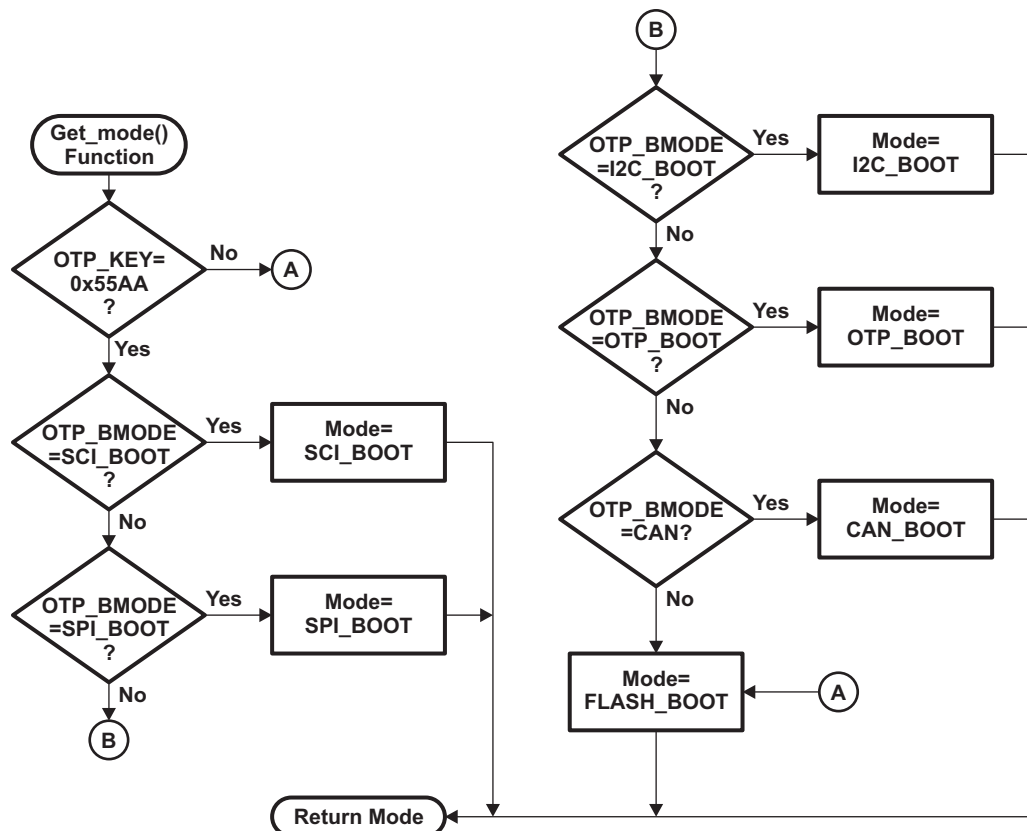 Get_mode()
Function
OTP_KEY=
0x55AA
?
No
A
Yes
OTP_BMODE
=SCI_BOOT
?
Yes
Mode=
SCI_BOOT
No
OTP_BMODE
=SPI_BOOT
?
Yes
Mode=
SPI_BOOT
No
B
B
OTP_BMODE
=I2C_BOOT
?
Yes
Mode=
I2C_BOOT
No
OTP_BMODE
=OTP_BOOT
?
Yes
Mode=
OTP_BOOT
No
OTP_BMODE
=CAN?
Yes
Mode=
CAN_BOOT
No
Mode=
FLASH_BOOT
A
Return Mode